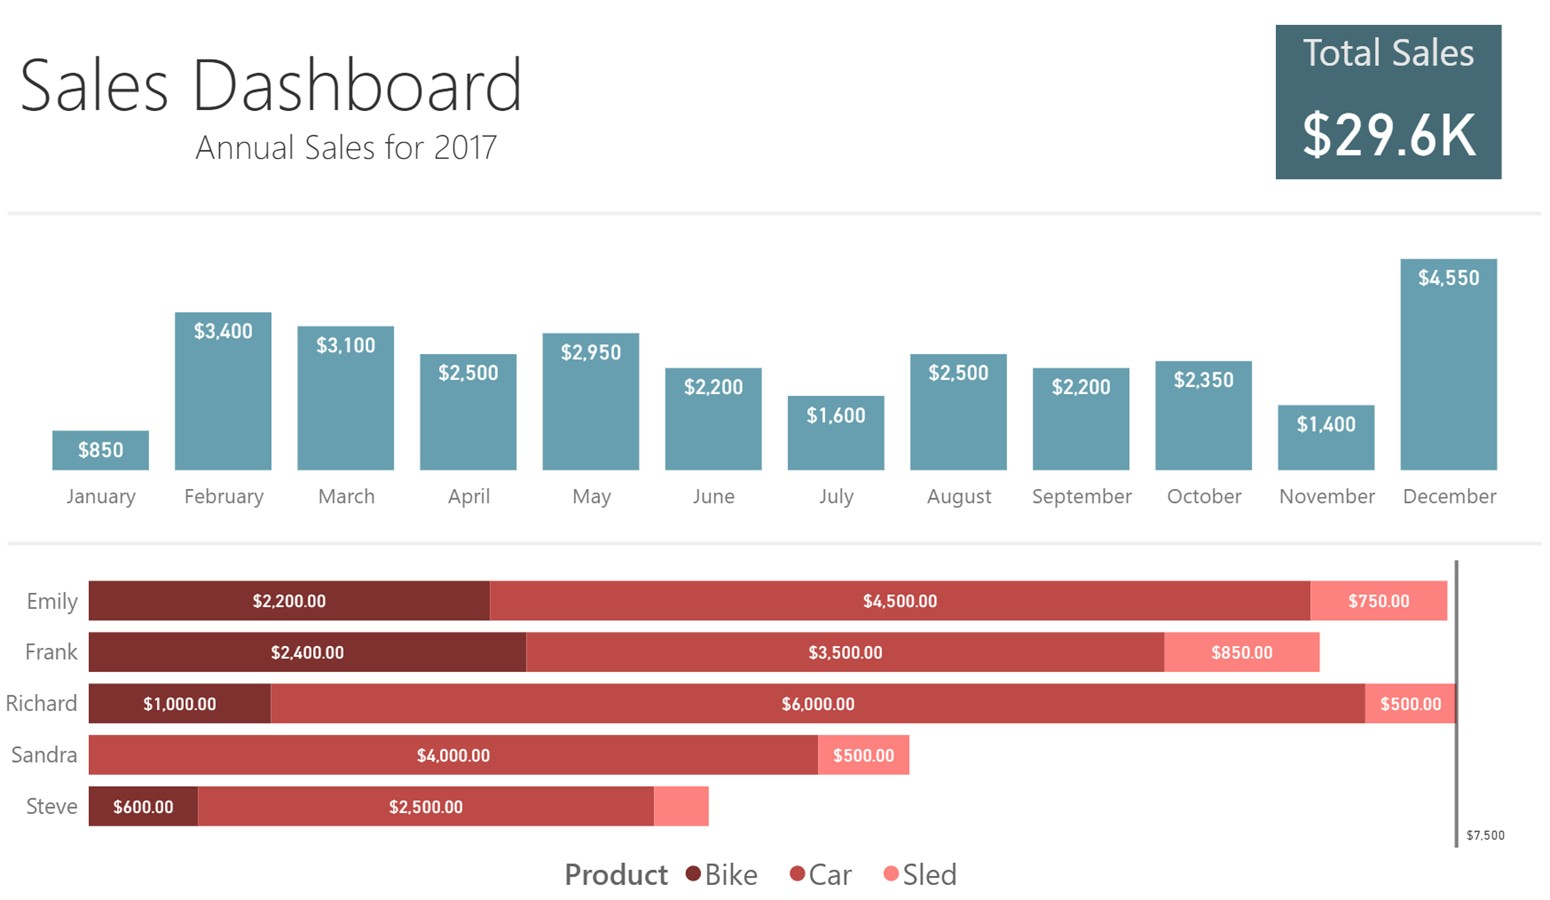 Sales Dashboard
Annual Sales for 2017
Total Sales
$29.6K
$850 $3,400 $3,100 $2,500 $2,950 $2,200 $1,600 $2,500 $2,200 $2,350 $1,400 $4,550
January February March April May June July August September October November December
Emily $2,200.00 $4,500.00 $750.00
Frank $2,400.00 $3,500.00 $850.00
Richard $1,000.00 $6,000.00 $500.00
Sandra $4,000.00 $500.00
Steve $600.00 $2,500.00
$7,500
Product Bike Car Sled